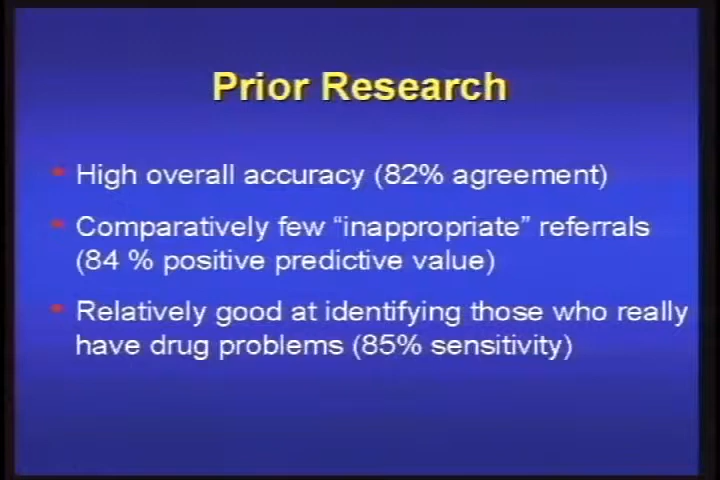 Prior Research
High overall accuracy (82% agreement)
Comparatively few “inappropriate” referrals
(84 % positive predictive value)
Relatively good at identifying those who really
have drug problems (85% sensitivity)